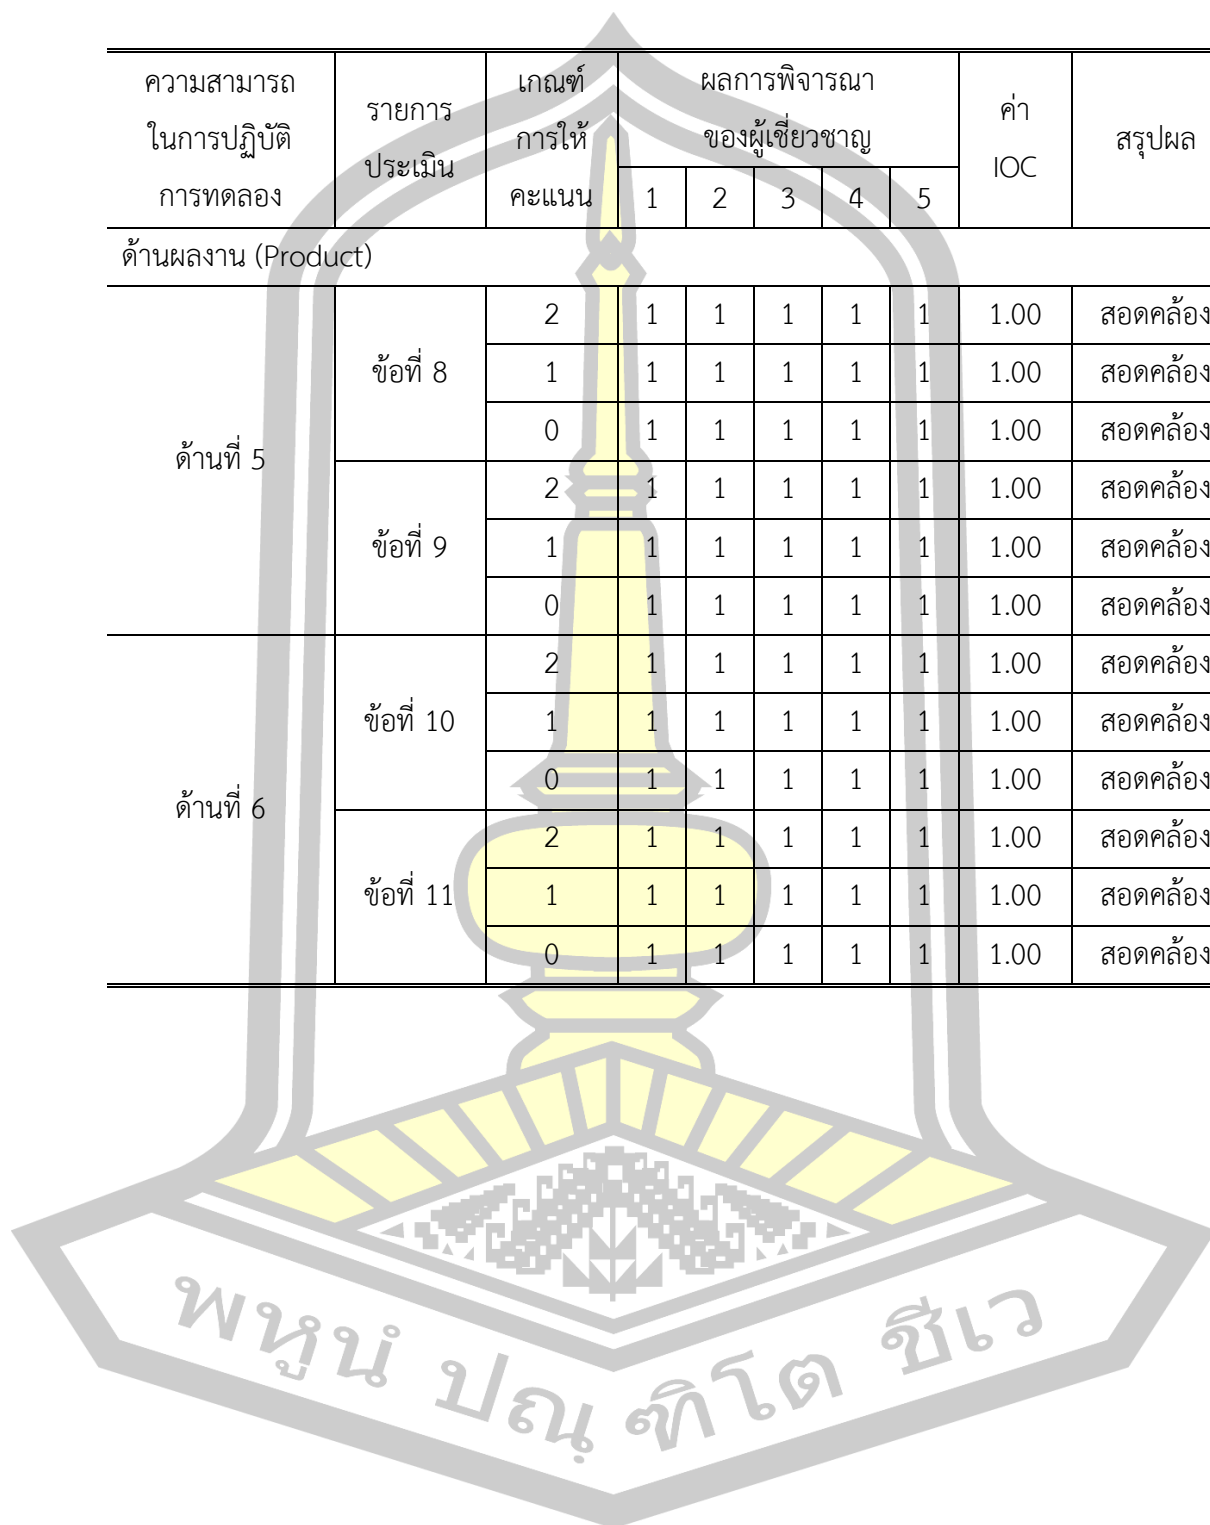 ความสามารถ
ในการปฏิบัติ
การทดลอง
รายการ
ประเมิน
เกณฑ์
การให้
คะแนน
ผลการพิจารณา
ของผู้เชี่ยวชาญ
1 2 3 4 5
ค่า
IOC
สรุปผล
ด้านผลงาน (Product)
ด้านที่ 5
ข้อที่ 8
2 1 1 1 1 1 1.00 สอดคล้อง
1 1 1 1 1 1 1.00 สอดคล้อง
0 1 1 1 1 1 1.00 สอดคล้อง
ข้อที่ 9
2 1 1 1 1 1 1.00 สอดคล้อง
1 1 1 1 1 1 1.00 สอดคล้อง
0 1 1 1 1 1 1.00 สอดคล้อง
ด้านที่ 6
ข้อที่ 10
2 1 1 1 1 1 1.00 สอดคล้อง
1 1 1 1 1 1 1.00 สอดคล้อง
0 1 1 1 1 1 1.00 สอดคล้อง
ข้อที่ 11
2 1 1 1 1 1 1.00 สอดคล้อง
1 1 1 1 1 1 1.00 สอดคล้อง
0 1 1 1 1 1 1.00 สอดคล้อง
พหูนํ ปณฺฑิโต ชีเว